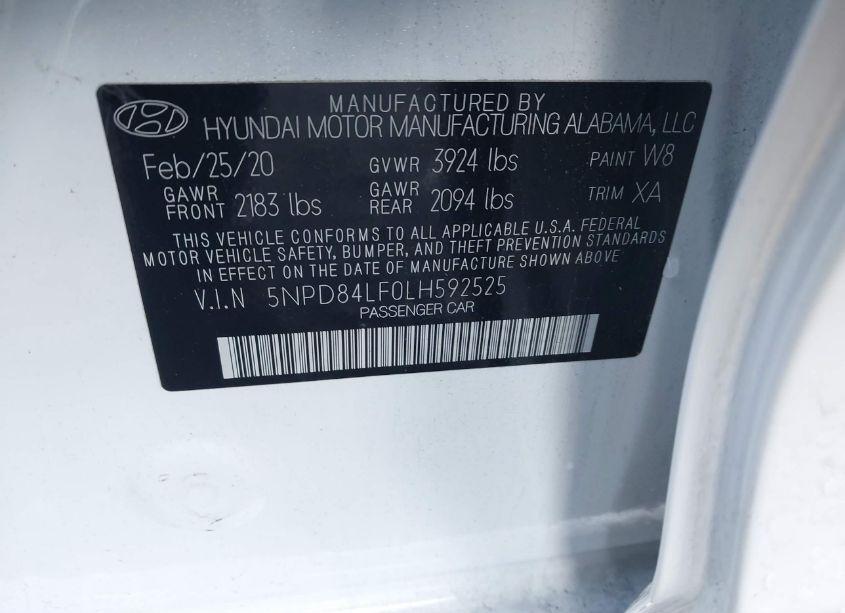 MANUFACTURED BY
HYUNDAI MOTOR MANUFACTURING ALABAMA, LLC
Feb/25/20 GVWR 3924 lbs PAINT W8
GAWR FRONT 2183 lbs GAWR REAR 2094 lbs TRIM XA
THIS VEHICLE CONFORMS TO ALL APPLICABLE U.S.A. FEDERAL
MOTOR VEHICLE SAFETY, BUMPER, AND THEFT PREVENTION STANDARDS
IN EFFECT ON THE DATE OF MANUFACTURE SHOWN ABOVE
V.I.N 5NPD84LF0LH592525
PASSENGER CAR